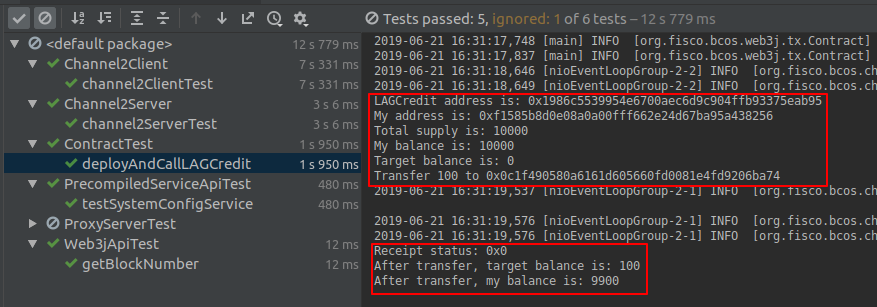 Tests passed: 5, ignored: 1 of 6 tests – 12 s 779 ms
<default package> 12 s 779 ms
Channel2Client 7 s 331 ms
channel2ClientTest 7 s 331 ms
Channel2Server 3 s 6 ms
channel2ServerTest 3 s 6 ms
ContractTest 1 s 950 ms
deployAndCallLAGCredit 1 s 950 ms
PrecompiledServiceApiTest 480 ms
testSystemConfigService 480 ms
ProxyServerTest
Web3jApiTest 12 ms
getBlockNumber 12 ms
2019-06-21 16:31:17,748 [main] INFO [org.fisco.bcos.web3j.tx.Contract]
2019-06-21 16:31:17,837 [main] INFO [org.fisco.bcos.web3j.tx.Contract]
2019-06-21 16:31:18,646 [nioEventLoopGroup-2-2] INFO [org.fisco.bcos.ch
2019-06-21 16:31:18,649 [nioEventLoopGroup-2-2] INFO [org.fisco.bcos.ch
LAGCredit address is: 0x1986c5539954e6700aec6d9c904ffb93375eab95
My address is: 0xf1585b8d0e08a0a00fff662e24d67ba95a438256
Total supply is: 10000
My balance is: 10000
Target balance is: 0
Transfer 100 to 0x0c1f490580a6161d605660fd0081e4fd9206ba74
2019-06-21 16:31:19,537 [nioEventLoopGroup-2-1] INFO [org.fisco.bcos.ch
2019-06-21 16:31:19,576 [nioEventLoopGroup-2-1] INFO [org.fisco.bcos.ch
2019-06-21 16:31:19,576 [nioEventLoopGroup-2-1] INFO [org.fisco.bcos.ch
Receipt status: 0x0
After transfer, target balance is: 100
After transfer, my balance is: 9900